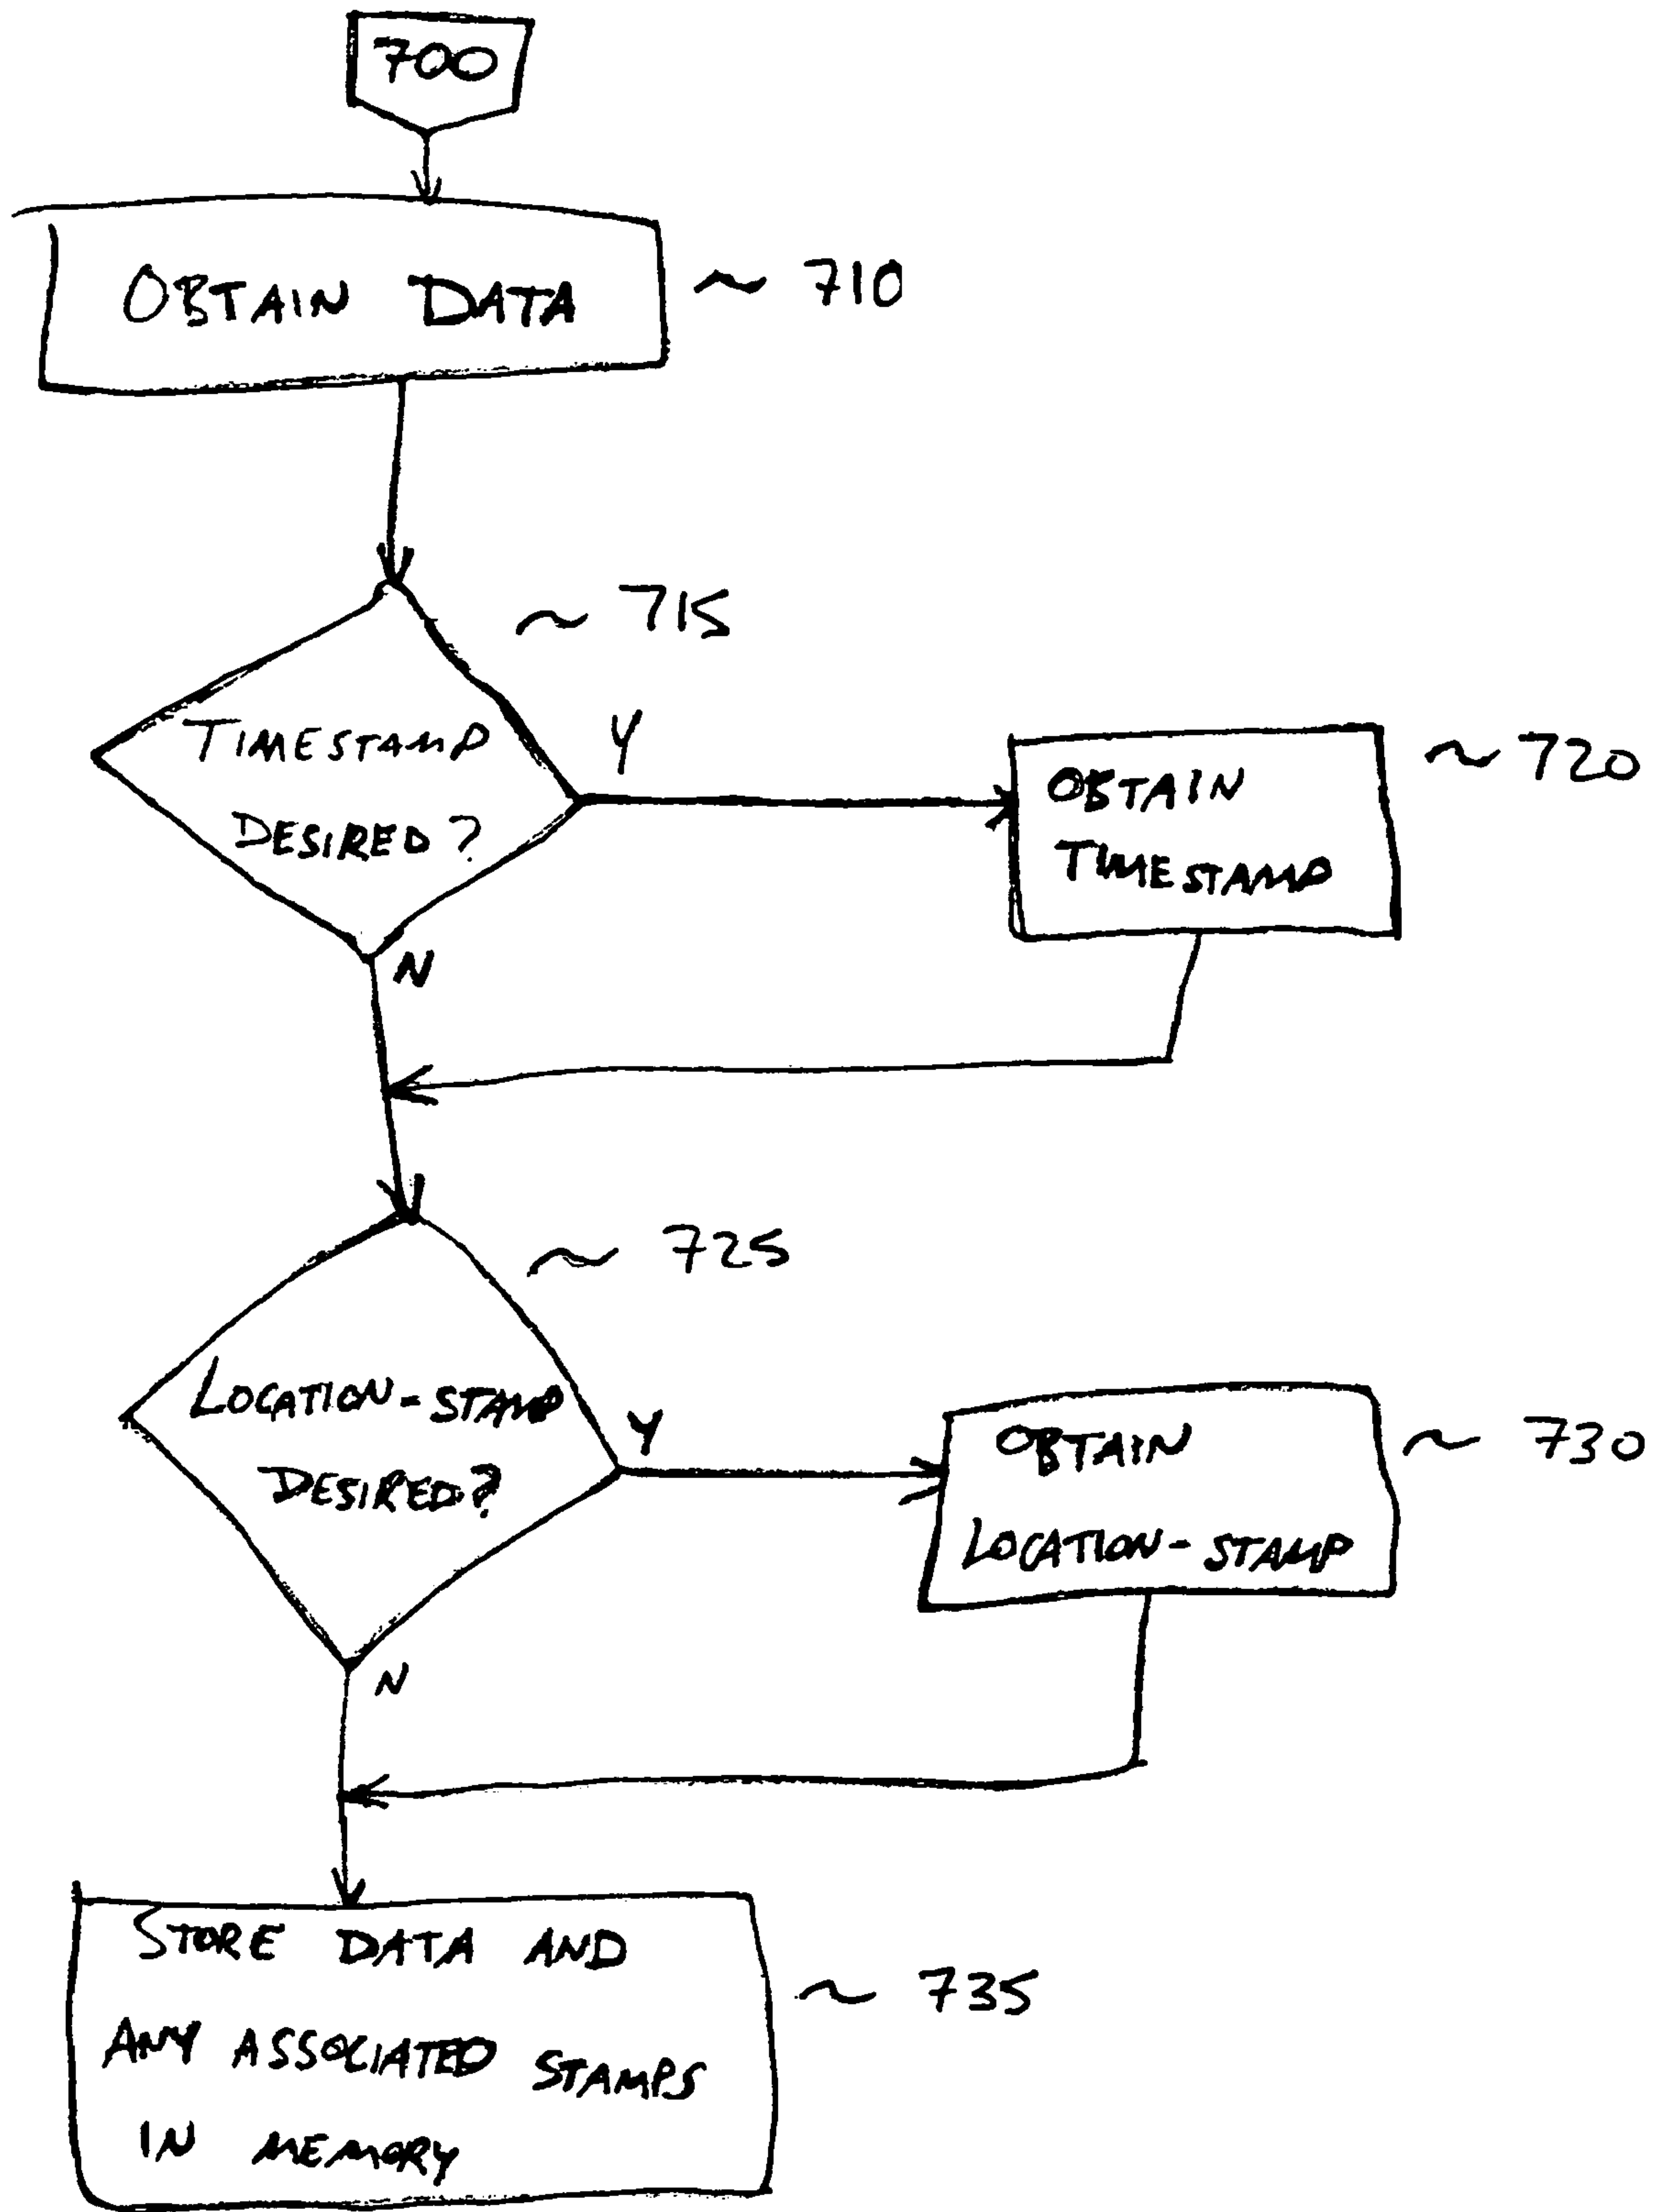 700
OBTAIN DATA ~ 710
~ 715
TIMESTAMP
DESIRED?
Y
N
OBTAIN
TIMESTAMP
~ 720
~ 725
LOCATION-STAMP
DESIRED?
Y
N
OBTAIN
LOCATION-STAMP
~ 730
STORE DATA AND
ANY ASSOCIATED STAMPS
IN MEMORY
~ 735